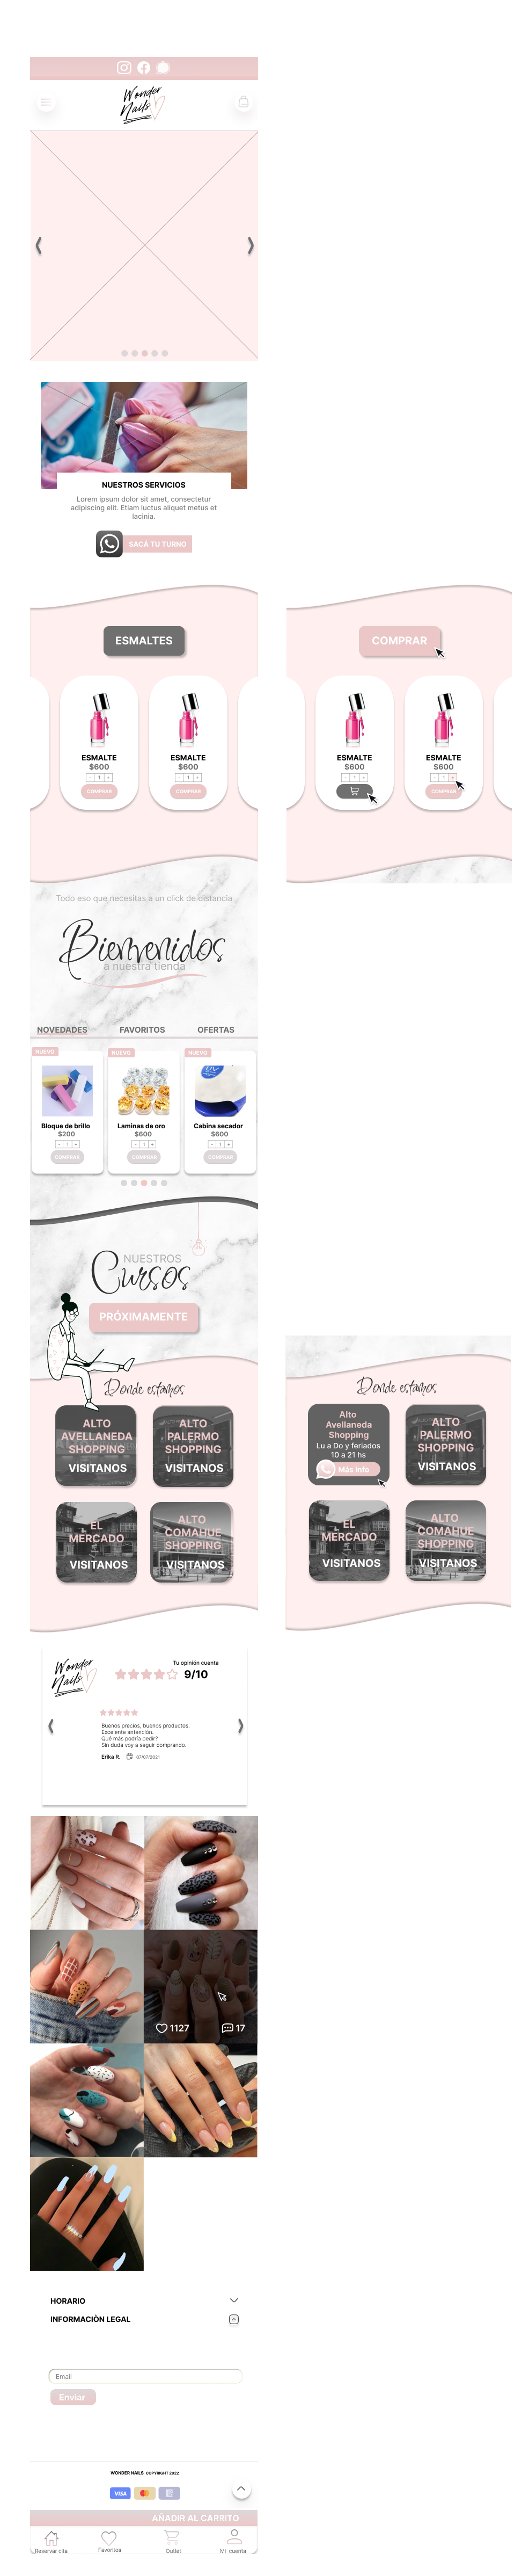 Wonder
Nails
NUESTROS SERVICIOS
Lorem ipsum dolor sit amet, consectetur
adipiscing elit. Etiam luctus aliquet metus et
lacinia.
SACÁ TU TURNO
ESMALTES
COMPRAR
ESMALTE
$600
- 1 +
COMPRAR
ESMALTE
$600
- 1 +
COMPRAR
ESMALTE
$600
- 1 +
ESMALTE
$600
- 1 +
COMPRAR
Todo eso que necesitas a un click de distancia
Bienvenidos
a nuestra tienda
NOVEDADES
FAVORITOS
OFERTAS
NUEVO
NUEVO
NUEVO
Bloque de brillo
$200
- 1 +
COMPRAR
Laminas de oro
$600
- 1 +
COMPRAR
UV
Cabina secador
$600
- 1 +
COMPRAR
NUESTROS
Cursos
PRÓXIMAMENTE
Donde estamos
ALTO
AVELLANEDA
SHOPPING
VISITANOS
ALTO
PALERMO
SHOPPING
VISITANOS
EL
MERCADO
VISITANOS
ALTO
COMAHUE
SHOPPING
VISITANOS
Donde estamos
Alto
Avellaneda
Shopping
Lu a Do y feriados
10 a 21 hs
Más Info
ALTO
PALERMO
SHOPPING
VISITANOS
EL
MERCADO
VISITANOS
ALTO
COMAHUE
SHOPPING
VISITANOS
Wonder
Nails
Tu opinión cuenta
9/10
Buenos precios, buenos productos.
Excelente antención.
Qué más podría pedir?
Sin duda voy a seguir comprando.
Erika R.
07/07/2021
1127
17
HORARIO
INFORMACIÒN LEGAL
Email
Enviar
WONDER NAILS COPYRIGHT 2022
VISA
AÑADIR AL CARRITO
Reservar cita
Favoritos
Outlet
Mi cuenta